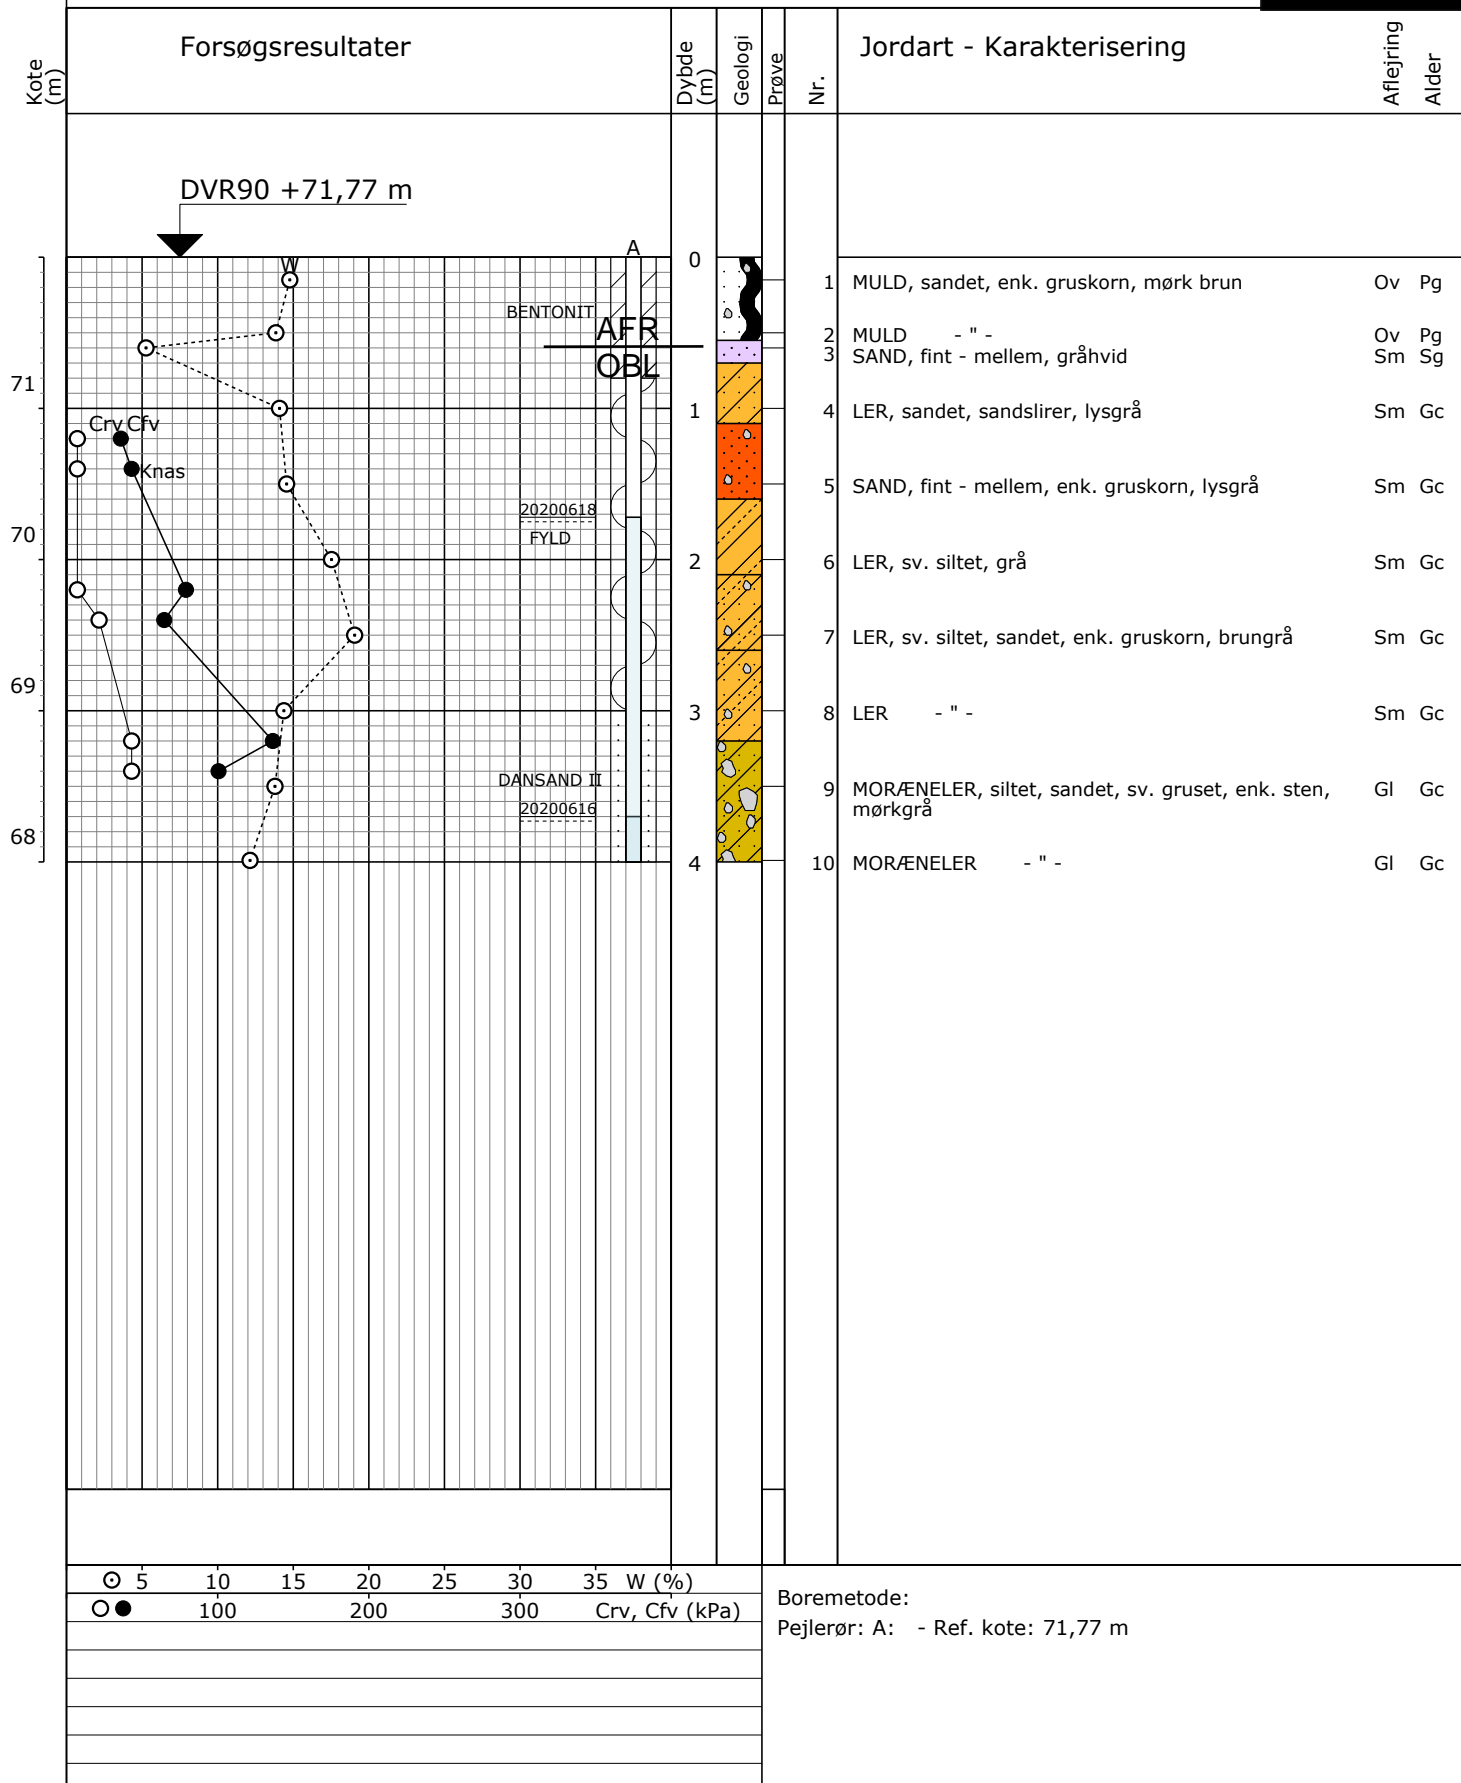 Kote (m)
Forsøgsresultater
Dybde (m)
Geologi
Prøve
Nr.
Jordart - Karakterisering
Aflejring
Alder
DVR90 +71,77 m
A
W
0
1 MULD, sandet, enk. gruskorn, mørk brun Ov Pg
BENTONIT
AFR
2 MULD - " - Ov Pg
3 SAND, fint - mellem, gråhvid Sm Sg
OBL
71
1
4 LER, sandet, sandslirer, lysgrå Sm Gc
Crv Cfv
Knas
5 SAND, fint - mellem, enk. gruskorn, lysgrå Sm Gc
20200618
70
FYLD
2
6 LER, sv. siltet, grå Sm Gc
7 LER, sv. siltet, sandet, enk. gruskorn, brungrå Sm Gc
69
3
8 LER - " - Sm Gc
DANSAND II
9 MORÆNELER, siltet, sandet, sv. gruset, enk. sten, Gl Gc
mørkgrå
20200616
68
4
10 MORÆNELER - " - Gl Gc
5 10 15 20 25 30 35 W (%)
100 200 300 Crv, Cfv (kPa)
Boremetode:
Pejlerør: A: - Ref. kote: 71,77 m